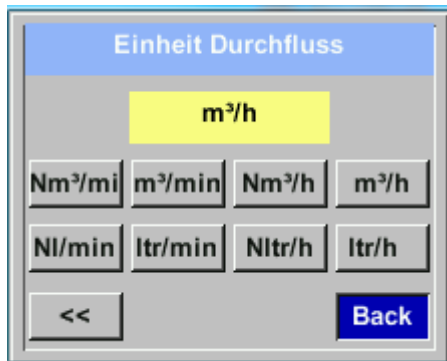 Einheit Durchfluss
m³/h
Nm³/mi m³/min Nm³/h m³/h
Nl/min ltr/min Nltr/h ltr/h
<< Back